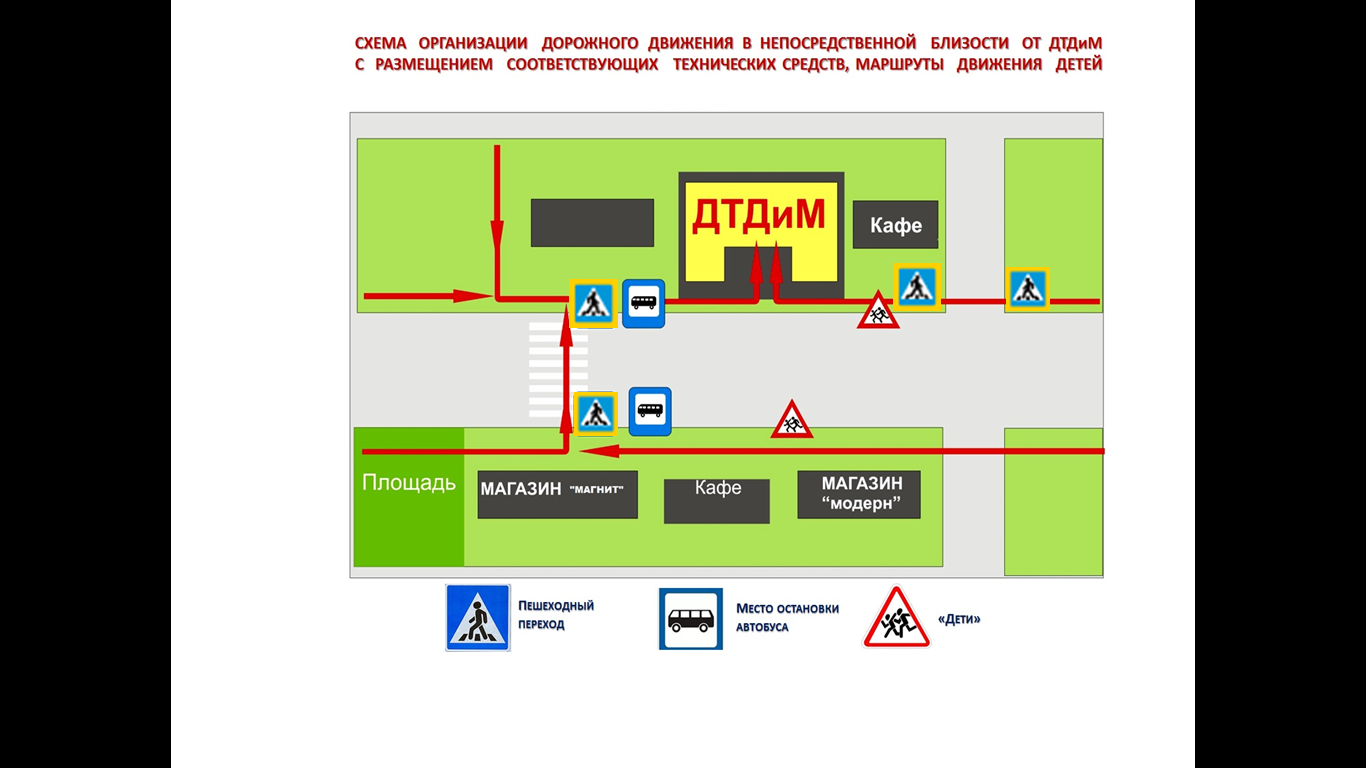 СХЕМА ОРГАНИЗАЦИИ ДОРОЖНОГО ДВИЖЕНИЯ В НЕПОСРЕДСТВЕННОЙ БЛИЗОСТИ ОТ ДТДиМ
С РАЗМЕЩЕНИЕМ СООТВЕТСТВУЮЩИХ ТЕХНИЧЕСКИХ СРЕДСТВ, МАРШРУТЫ ДВИЖЕНИЯ ДЕТЕЙ
ДТДиМ
Кафе
Площадь
МАГАЗИН "МАГНИТ"
Кафе
МАГАЗИН
“модерн”
ПЕШЕХОДНЫЙ
ПЕРЕХОД
МЕСТО ОСТАНОВКИ
АВТОБУСА
«ДЕТИ»